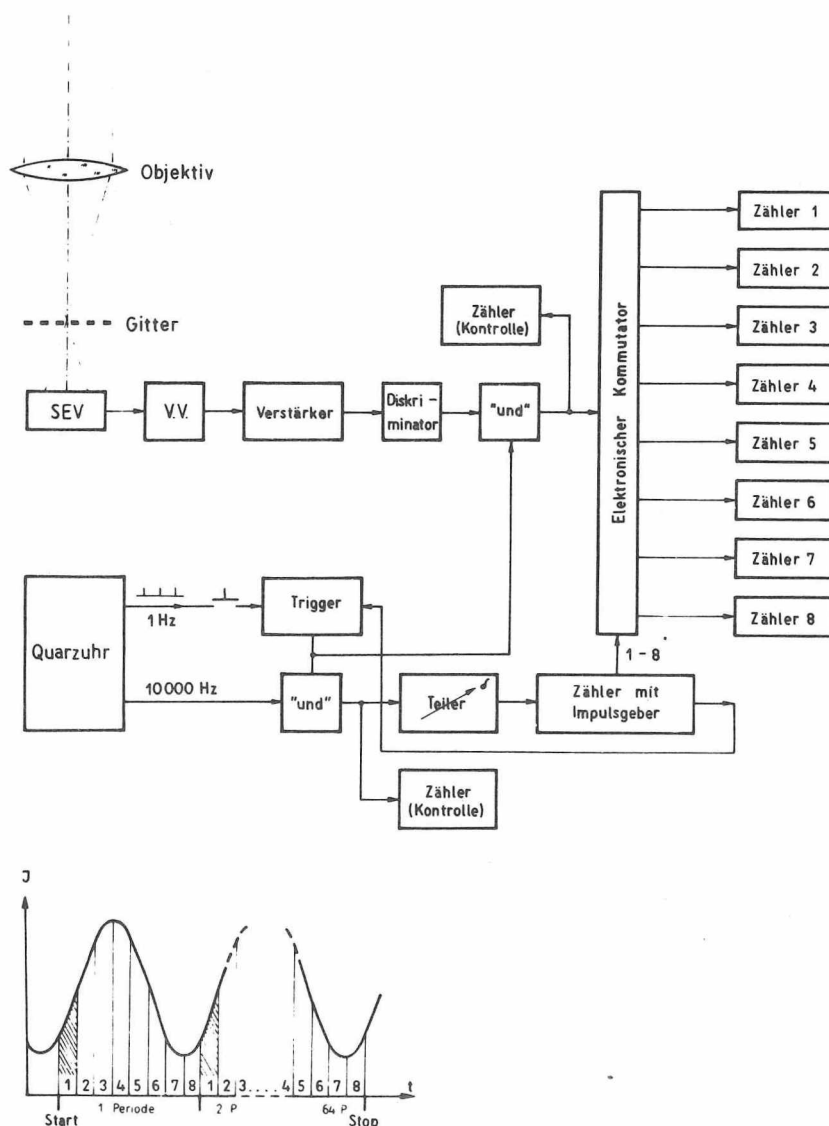 Objektiv
Gitter
SEV
V.V.
Verstärker
Diskri -
minator
"und"
Zähler
(Kontrolle)
Elektronischer Kommutator
Zähler 1
Zähler 2
Zähler 3
Zähler 4
Zähler 5
Zähler 6
Zähler 7
Zähler 8
Quarzuhr
1 Hz
Trigger
10000 Hz
"und"
Teiler
1 - 8
Zähler mit
Impulsgeber
Zähler
(Kontrolle)
J
1 2 3 4 5 6 7 8 1 2 3.... 4 5 6 7 8 t
1 Periode 2 P 64 P
Start Stop